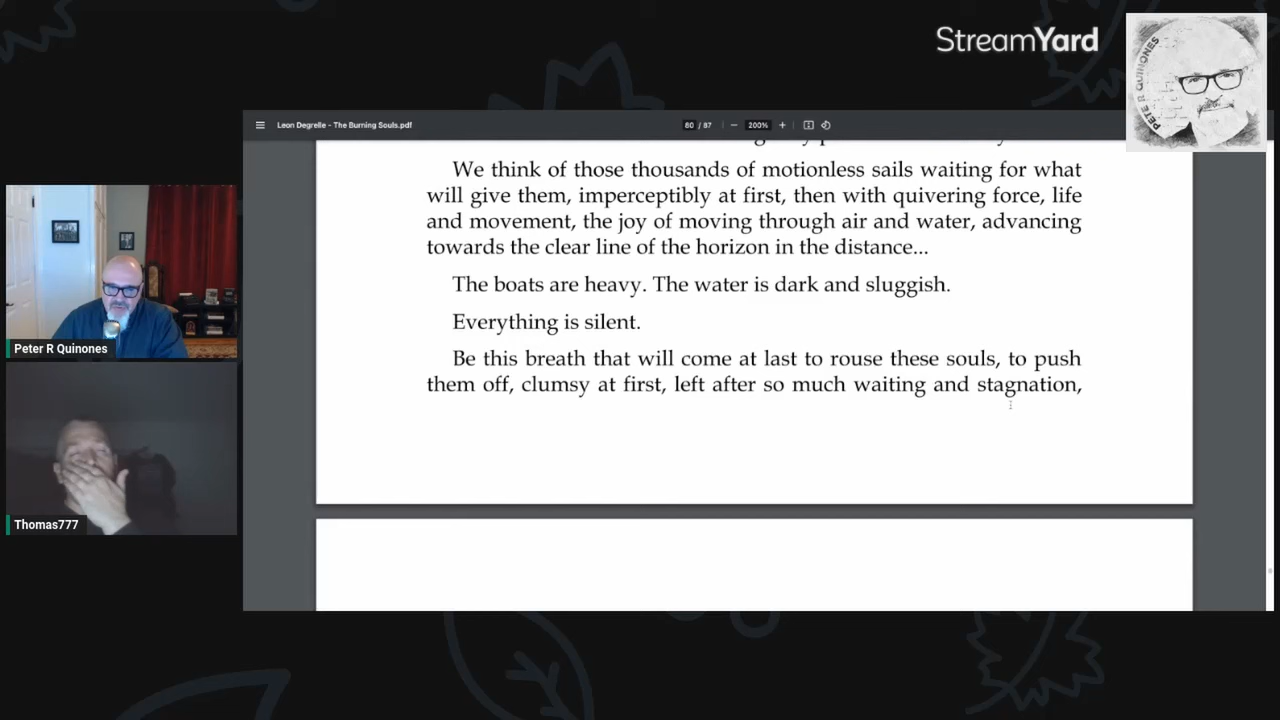 StreamYard
PETE R QUINONES
Leon Degrelle - The Burning Souls.pdf
80 / 87
200%
We think of those thousands of motionless sails waiting for what
will give them, imperceptibly at first, then with quivering force, life
and movement, the joy of moving through air and water, advancing
towards the clear line of the horizon in the distance...
The boats are heavy. The water is dark and sluggish.
Everything is silent.
Be this breath that will come at last to rouse these souls, to push
them off, clumsy at first, left after so much waiting and stagnation,
Peter R Quinones
Thomas777